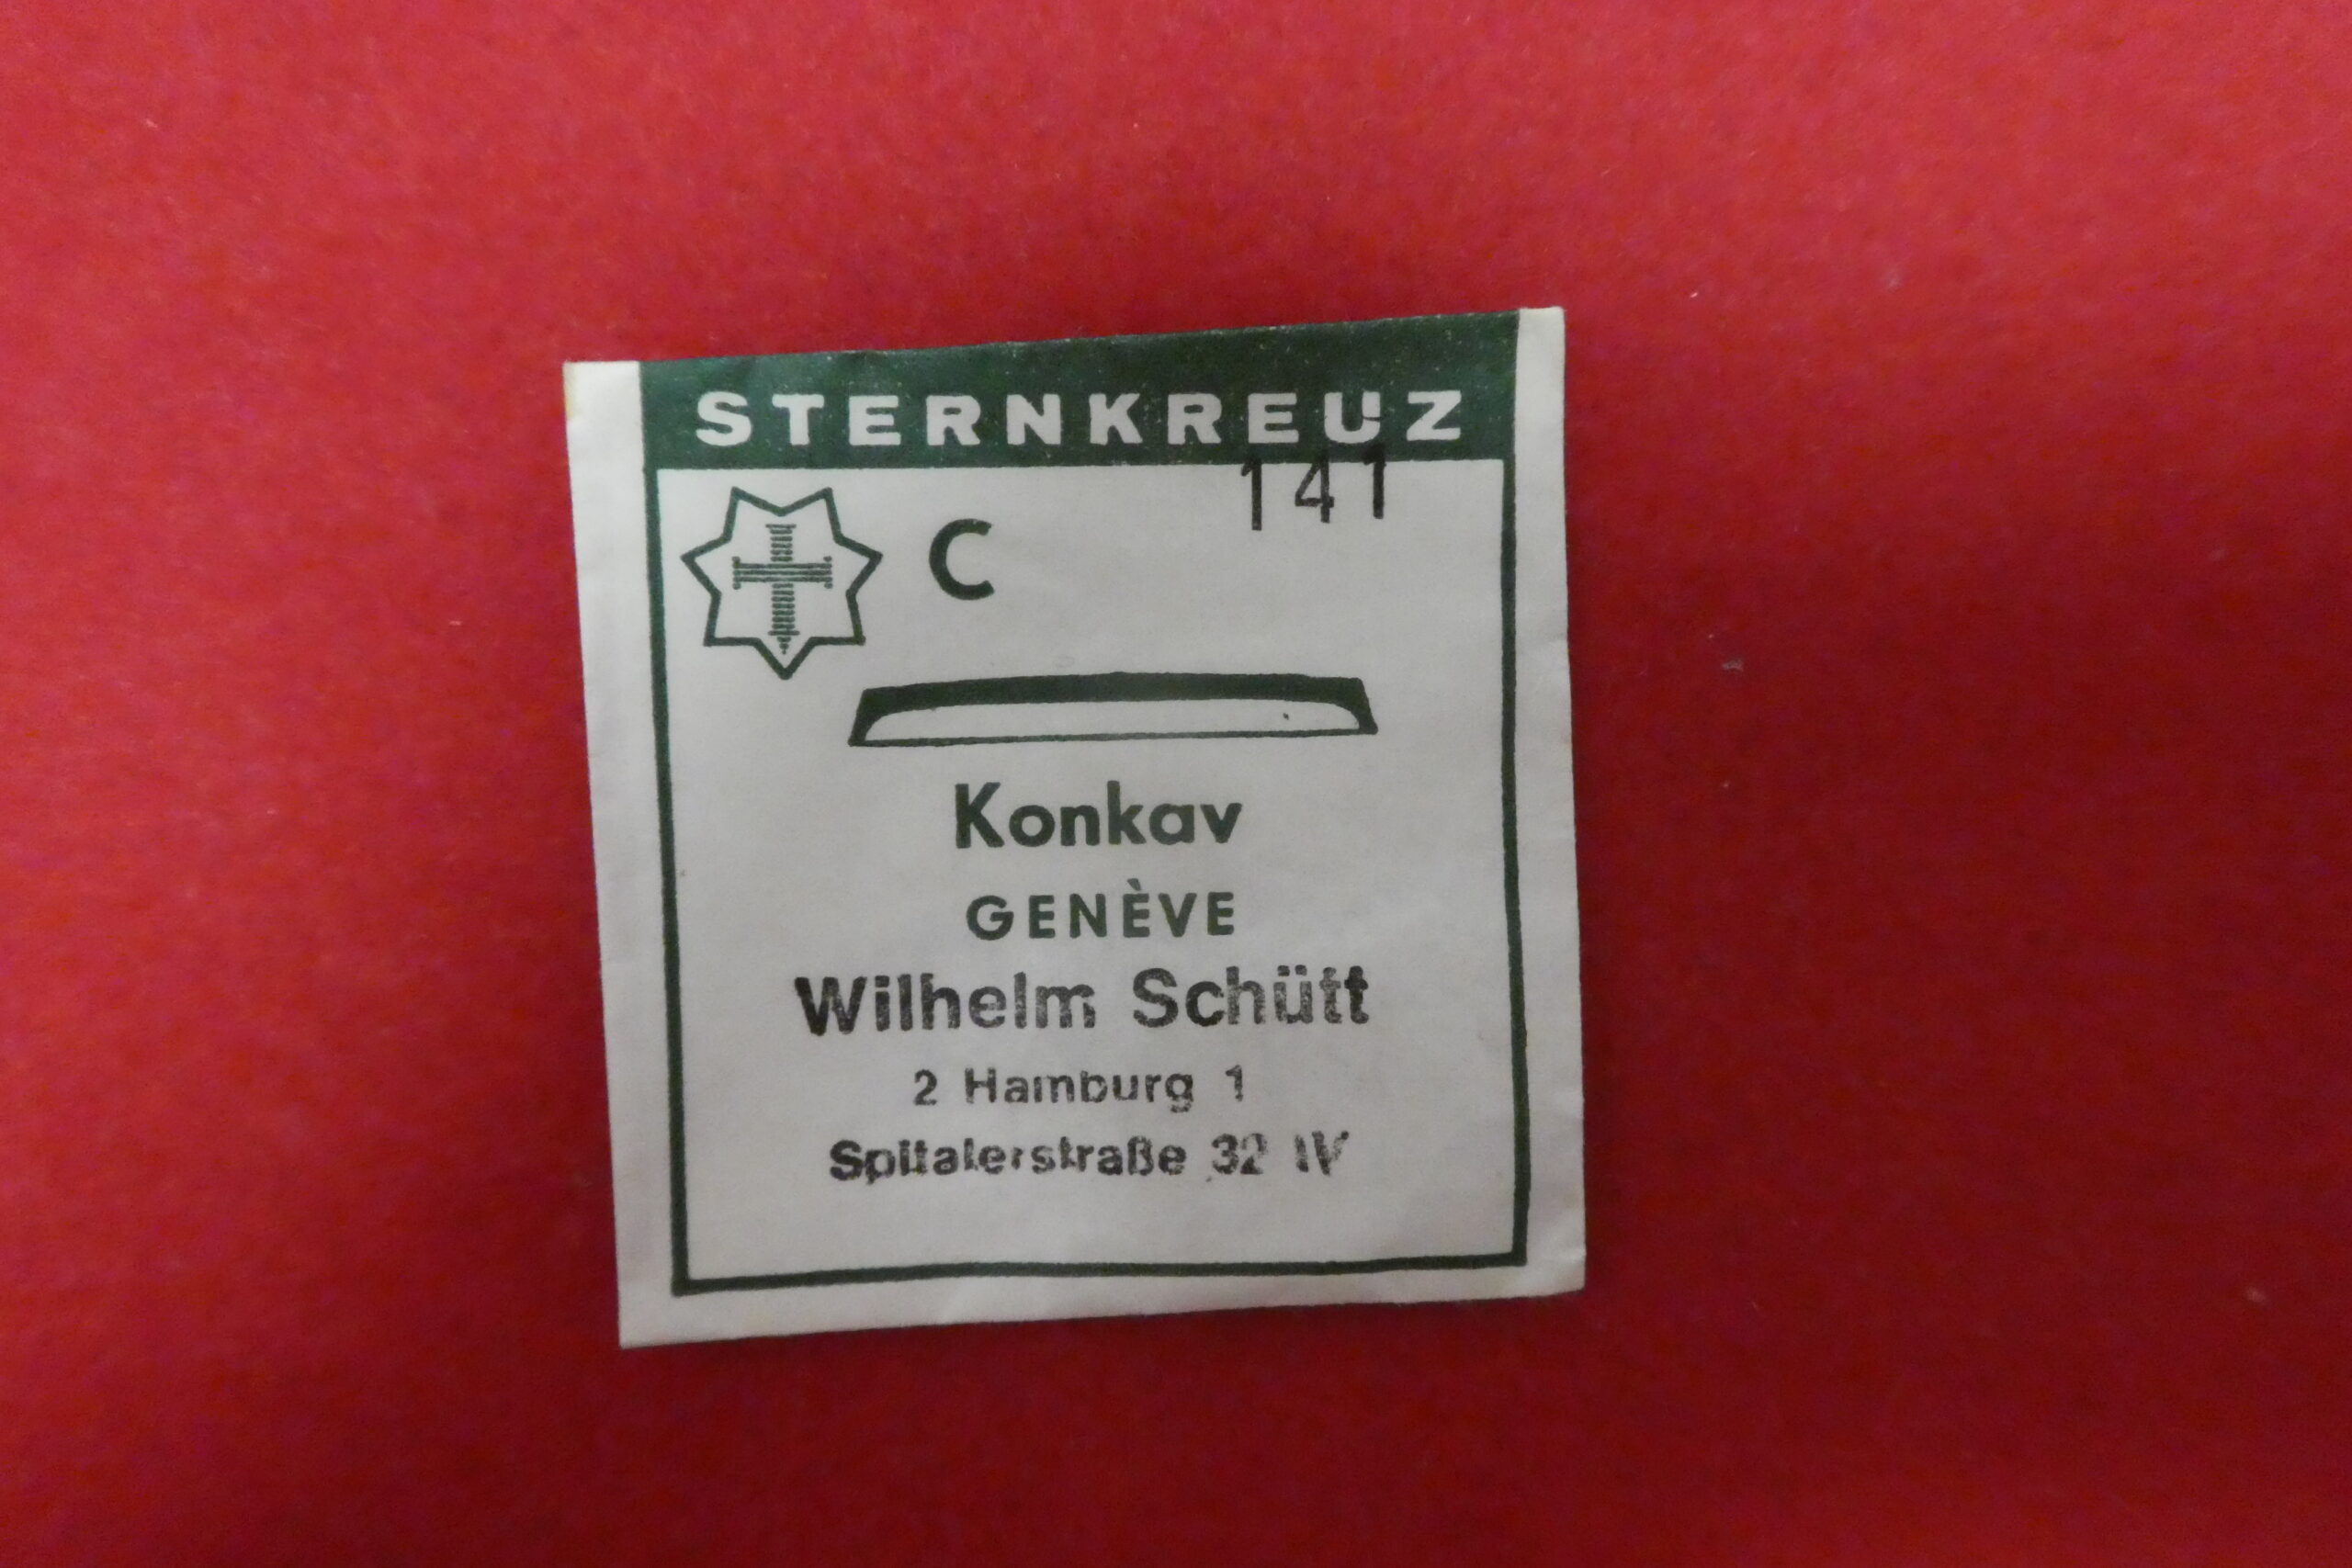 STERNKREUZ
141
C
Konkav
GENÈVE
Wilhelm Schütt
2 Hamburg 1
Spitalerstraße 32 IV